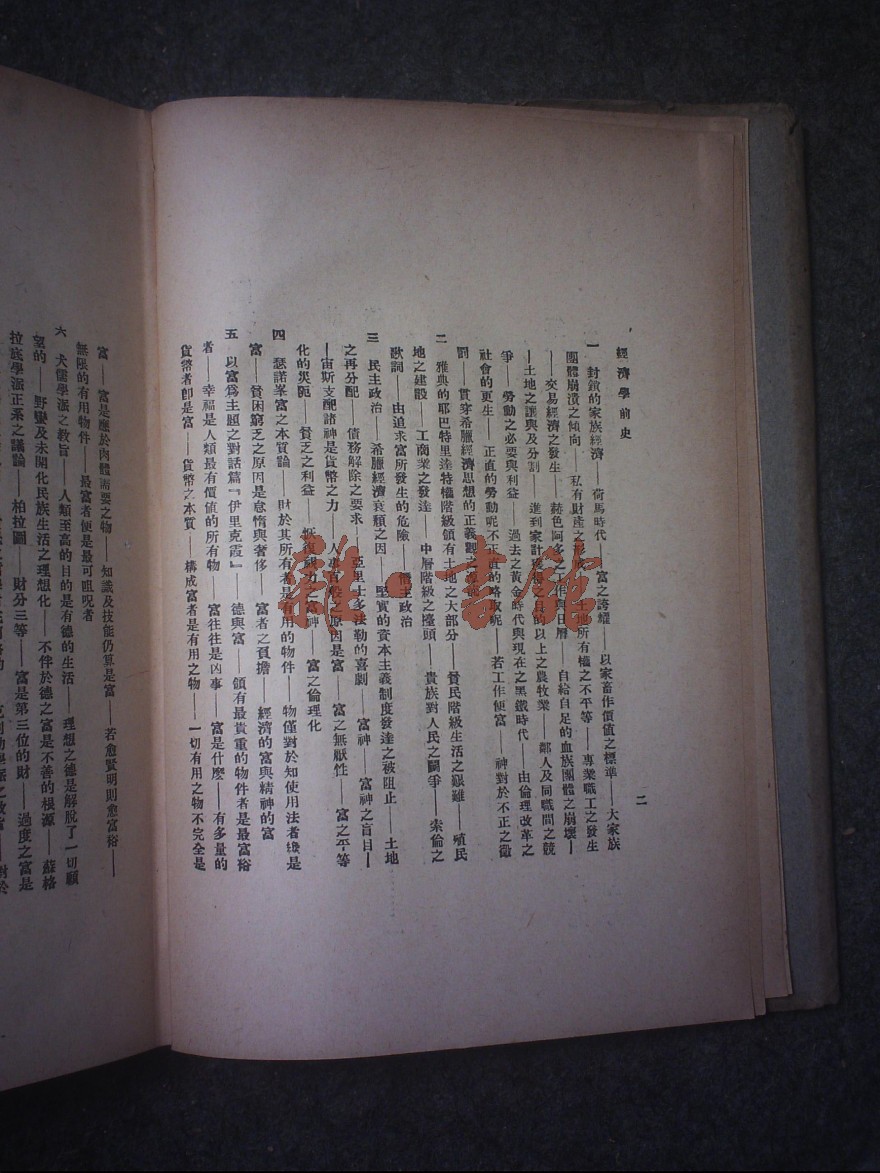 經濟學前史
二
一 封鎖的家族經濟——荷馬時代——富之誇耀——以家畜作價值之標準——大家族
團體崩潰之傾向——私有財產之形成——土地所有權之不平等——專業職工之發生
——交易經濟之發生——赫色阿多之工作與日曆——自給自足的血族團體之崩壞—
—土地之讓與及分割——進到家計獲得之目的以上之農牧業——鄰人及同職間之競
爭——勞動之必要與利益——過去之黃金時代與現在之黑鐵時代——由倫理改革之
社會的更生——正直的勞動呢不正直的略取呢——若工作便富——神對於不正之徵
罰——貫穿希臘經濟思想的正義觀之
二 雅典的耶巴特里達特權階級領有土地之大部分——貧民階級生活之艱難——殖民
地之建設——工商業之發達——中層階級之擡頭——貴族對人民之鬪爭——索倫之
歌詞——由追求富所發生的危險——僭主政治
三 民主政治——希臘經濟衰頹之因——堅實的資本主義制度發達之被阻止——土地
之再分配——債務解除之要求——亞里士多法勒的喜劇——富神——富神之盲目—
—宙斯支配諸神是貨幣之力——人事百般之原因是富——富之無厭性——富之平等
化的災阨——貧乏之利益——恢復視力之富神——富之倫理化
四 瑟諾峯富之本質論——財於其所有者是有用的物件——物僅對於知使用法者纔是
富——貧困窮乏之原因是怠惰與奢侈——富者之負擔——經濟的富與精神的富
五 以富爲主題之對話篇『伊里克霞』——德與富——領有最貴重的物件者是最富裕
者——幸福是人類最有價值的所有物——富往往是凶事——富是什麽——有多量的
貨幣者卽是富——貨幣之本質——構成富者是有用之物——一切有用之物不完全是
富——富是應於肉體需要之物——知識及技能仍算是富——若愈賢明則愈富裕——
無限的有用物件——最富者便是最可詛呪者
六 犬儒學派之教旨——人類至高的目的是有德的生活——理想之德是解脫了一切願
望的——野蠻及未開化民族生活之理想化——不伴於德之富是不善的根源——蘇格
拉底學派正系之議論——柏拉圖——財分三等——富是第三位的財——過度之富是